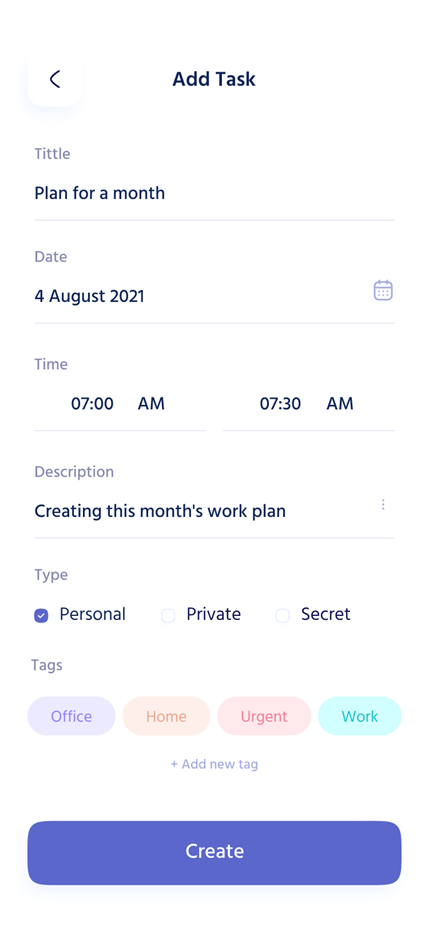 Add Task
Tittle
Plan for a month
Date
4 August 2021
Time
07:00 AM 07:30 AM
Description
Creating this month's work plan
Type
Personal Private Secret
Tags
Office Home Urgent Work
+ Add new tag
Create